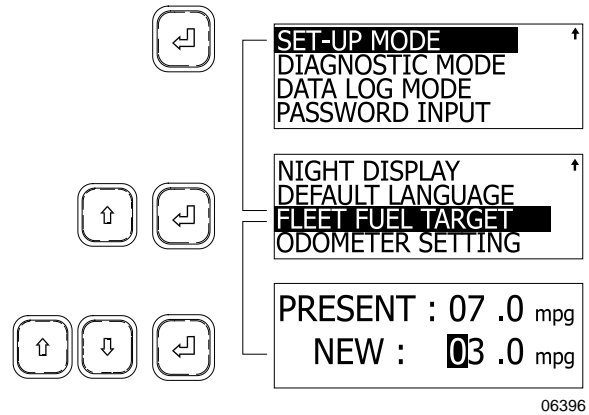 SET-UP MODE
DIAGNOSTIC MODE
DATA LOG MODE
PASSWORD INPUT
NIGHT DISPLAY
DEFAULT LANGUAGE
FLEET FUEL TARGET
ODOMETER SETTING
PRESENT : 07 .0 mpg
NEW : 03 .0 mpg
06396